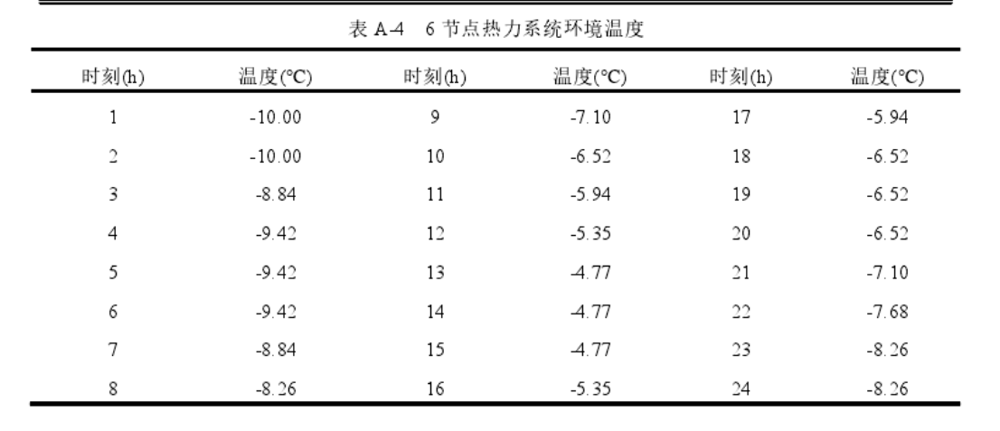 表 A-4 6 节点热力系统环境温度
时刻(h) 温度(℃) 时刻(h) 温度(℃) 时刻(h) 温度(℃)
1 -10.00 9 -7.10 17 -5.94
2 -10.00 10 -6.52 18 -6.52
3 -8.84 11 -5.94 19 -6.52
4 -9.42 12 -5.35 20 -6.52
5 -9.42 13 -4.77 21 -7.10
6 -9.42 14 -4.77 22 -7.68
7 -8.84 15 -4.77 23 -8.26
8 -8.26 16 -5.35 24 -8.26